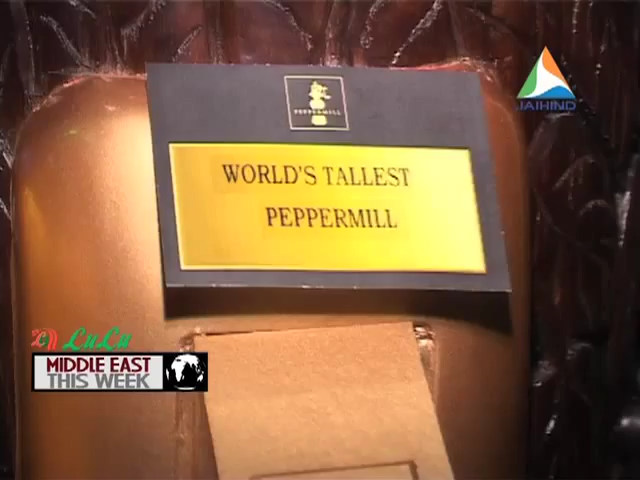 PEPPERMILL
JAIHIND
WORLD'S TALLEST
PEPPERMILL
LuLu
MIDDLE EAST
THIS WEEK